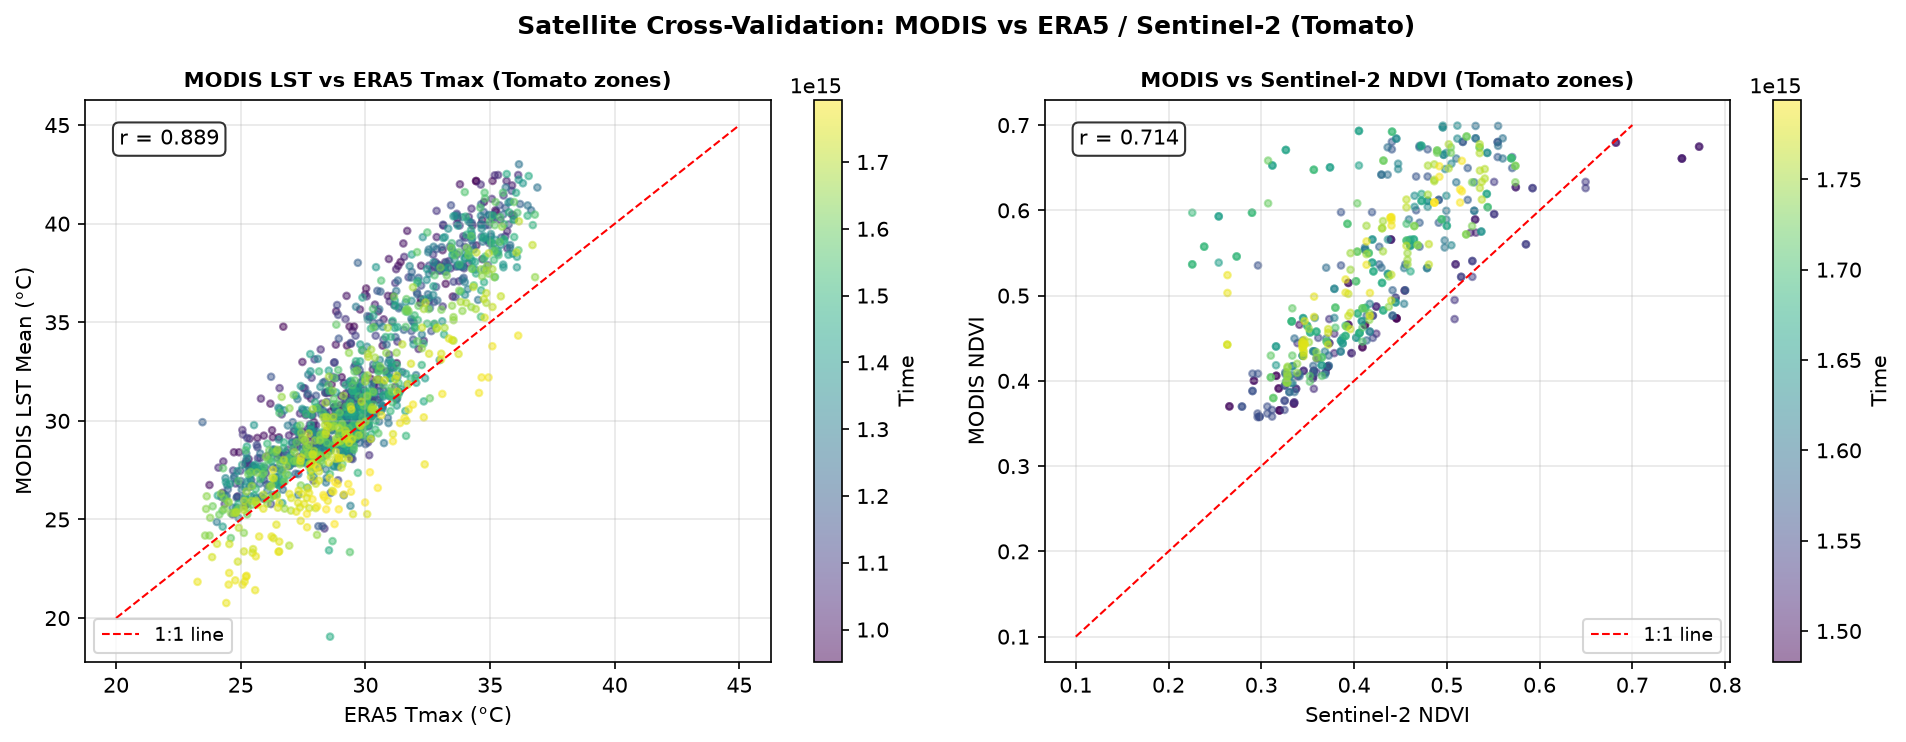 Satellite Cross-Validation: MODIS vs ERA5 / Sentinel-2 (Tomato)
MODIS LST vs ERA5 Tmax (Tomato zones)
r = 0.889
45
40
35
30
25
20
MODIS LST Mean (°C)
20 25 30 35 40 45
ERA5 Tmax (°C)
1:1 line
1e15
1.7
1.6
1.5
1.4
1.3
1.2
1.1
1.0
Time
MODIS vs Sentinel-2 NDVI (Tomato zones)
r = 0.714
0.7
0.6
0.5
0.4
0.3
0.2
0.1
MODIS NDVI
0.1 0.2 0.3 0.4 0.5 0.6 0.7 0.8
Sentinel-2 NDVI
1:1 line
1e15
1.75
1.70
1.65
1.60
1.55
1.50
Time